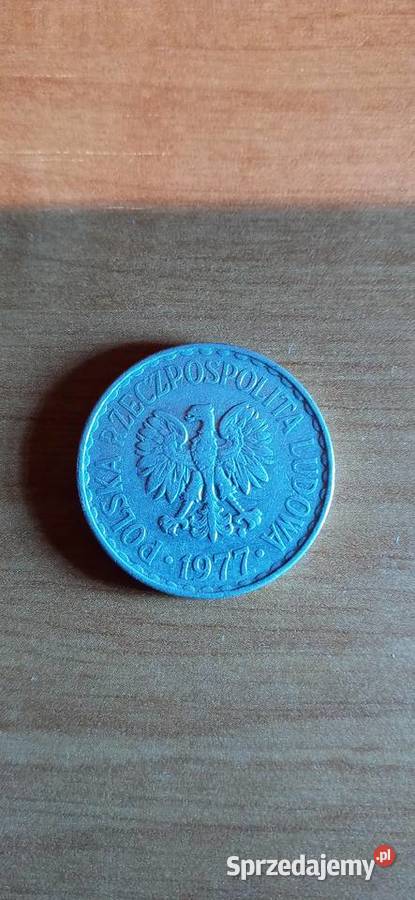 • POLSKA RZECZPOSPOLITA LUDOWA •
1977
Sprzedajemy.pl